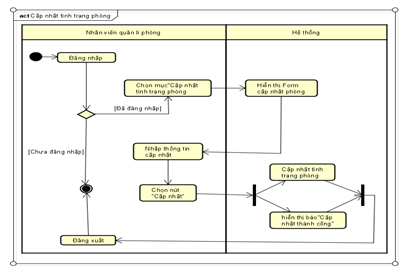 act Cập nhật tình trạng phòng
Nhân viên quản lí phòng
Hê thống
Đăng nhập
Chọn mục"Cập nhật
tình trạng phòng
Hiển thị Form
cập nhật phòng
[Đã đăng nhập]
[Chưa đăng nhập]
Nhập thống tin
cập nhật
Cập nhật tình
trạng phòng
Chọn nút
"Cập nhật"
hiển thị báo"Cập
nhật thành công"
Đăng xuất